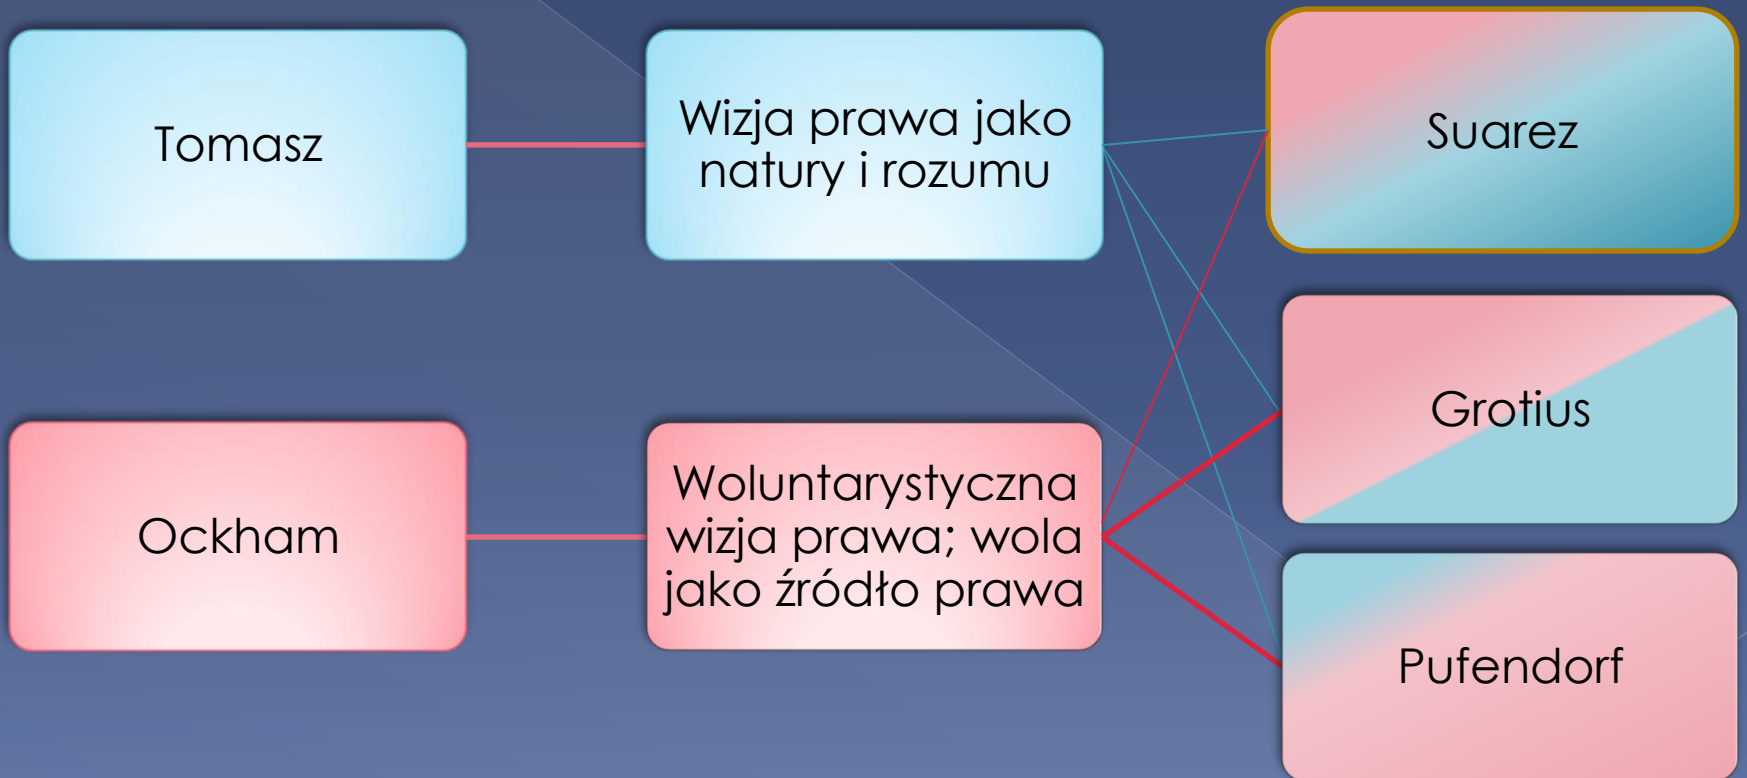 Tomasz
Wizja prawa jako
natury i rozumu
Suarez
Grotius
Ockham
Woluntarystyczna
wizja prawa; wola
jako źródło prawa
Pufendorf